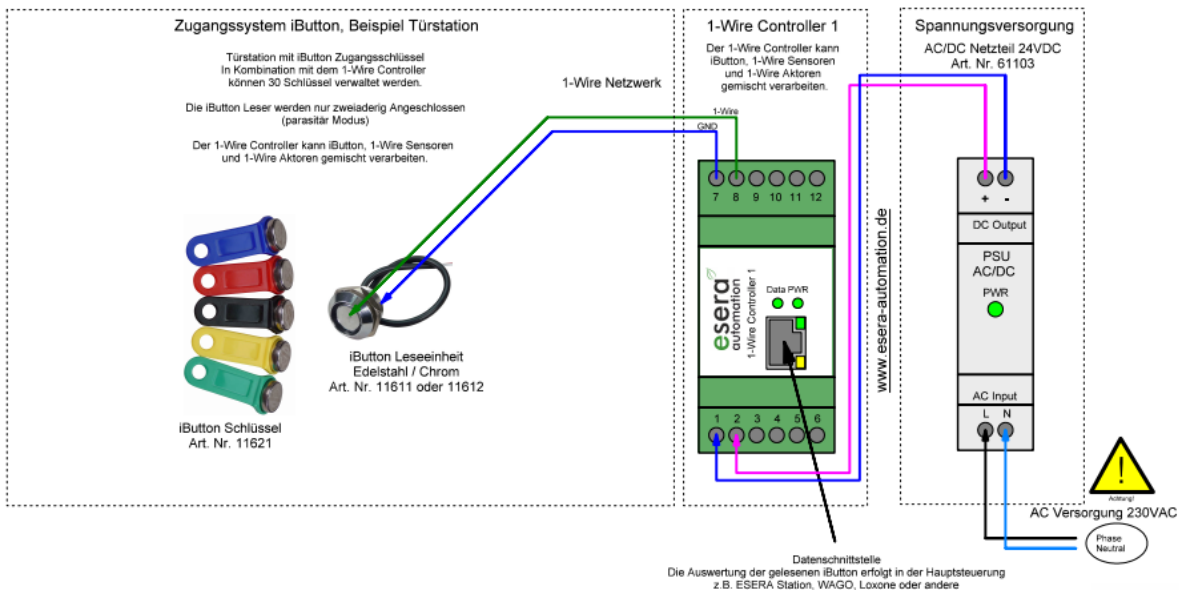 Zugangssystem iButton, Beispiel Türstation
Türstation mit iButton Zugangsschlüssel
In Kombination mit dem 1-Wire Controller
können 30 Schlüssel verwaltet werden.
Die iButton Leser werden nur zweiaderig Angeschlossen
(parasitär Modus)
Der 1-Wire Controller kann iButton, 1-Wire Sensoren
und 1-Wire Aktoren gemischt verarbeiten.
1-Wire Netzwerk
iButton Leseeinheit
Edelstahl / Chrom
Art. Nr. 11611 oder 11612
iButton Schlüssel
Art. Nr. 11621
1-Wire Controller 1
Der 1-Wire Controller kann
iButton, 1-Wire Sensoren
und 1-Wire Aktoren
gemischt verarbeiten.
1-Wire
GND
7 8 9 10 11 12
esera
automation
1-Wire Controller 1
Data PWR
1 2 3 4 5 6
www.esera-automation.de
Spannungsversorgung
AC/DC Netzteil 24VDC
Art. Nr. 61103
+ -
DC Output
PSU
AC/DC
PWR
AC Input
L N
!
Achtung!
AC Versorgung 230VAC
Phase
Neutral
Datenschnittstelle
Die Auswertung der gelesenen iButton erfolgt in der Hauptsteuerung
z.B. ESERA Station, WAGO, Loxone oder andere